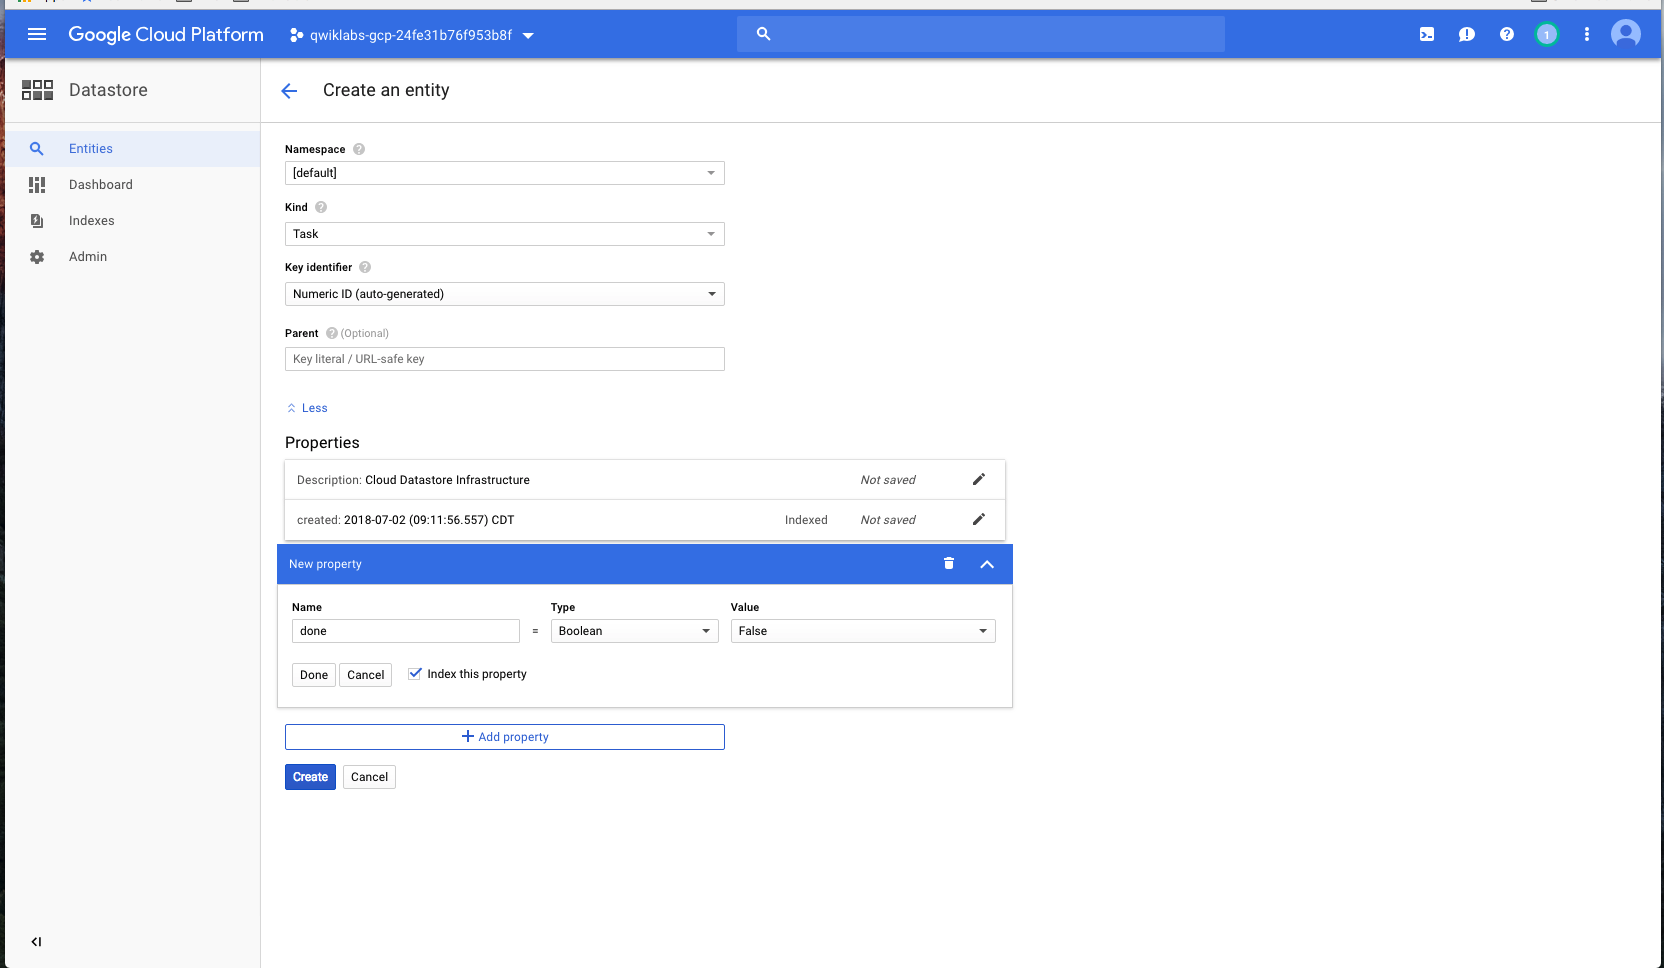 Google Cloud Platform
qwiklabs-gcp-24fe31b76f953b8f
1
Datastore
Create an entity
Entities
Dashboard
Indexes
Admin
Namespace
[default]
Kind
Task
Key identifier
Numeric ID (auto-generated)
Parent (Optional)
Key literal / URL-safe key
Less
Properties
Description: Cloud Datastore Infrastructure Not saved
created: 2018-07-02 (09:11:56.557) CDT Indexed Not saved
New property
Name Type Value
done = Boolean False
Done Cancel Index this property
Add property
Create Cancel